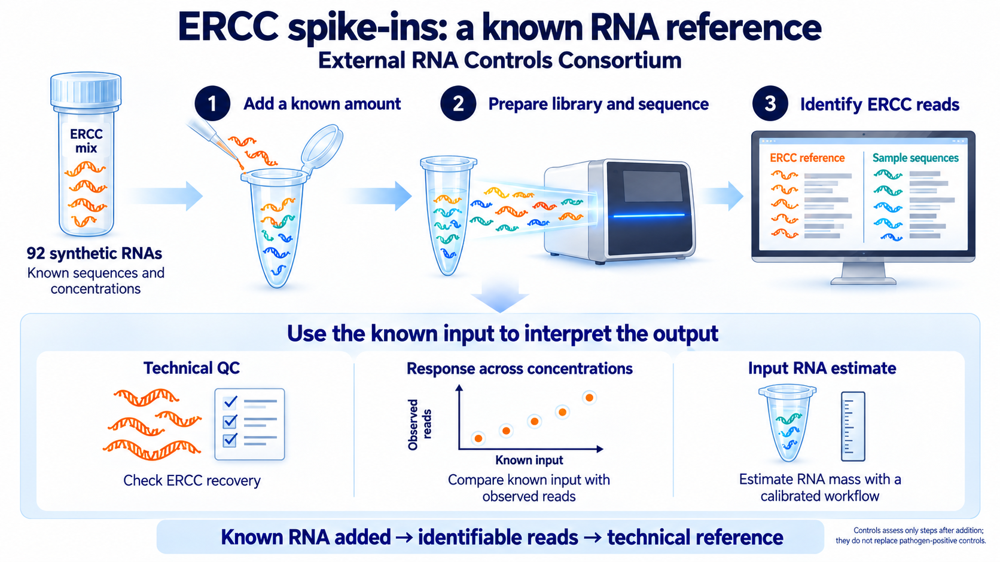 ERCC spike-ins: a known RNA reference
External RNA Controls Consortium
ERCC
mix
92 synthetic RNAs
Known sequences and
concentrations
1 Add a known amount
2 Prepare library and sequence
3 Identify ERCC reads
ERCC reference
Sample sequences
Use the known input to interpret the output
Technical QC
Check ERCC recovery
Response across concentrations
Observed
reads
Known input
Compare known input with
observed reads
Input RNA estimate
Estimate RNA mass with a
calibrated workflow
Known RNA added → identifiable reads → technical reference
Controls assess only steps after addition;
they do not replace pathogen-positive controls.